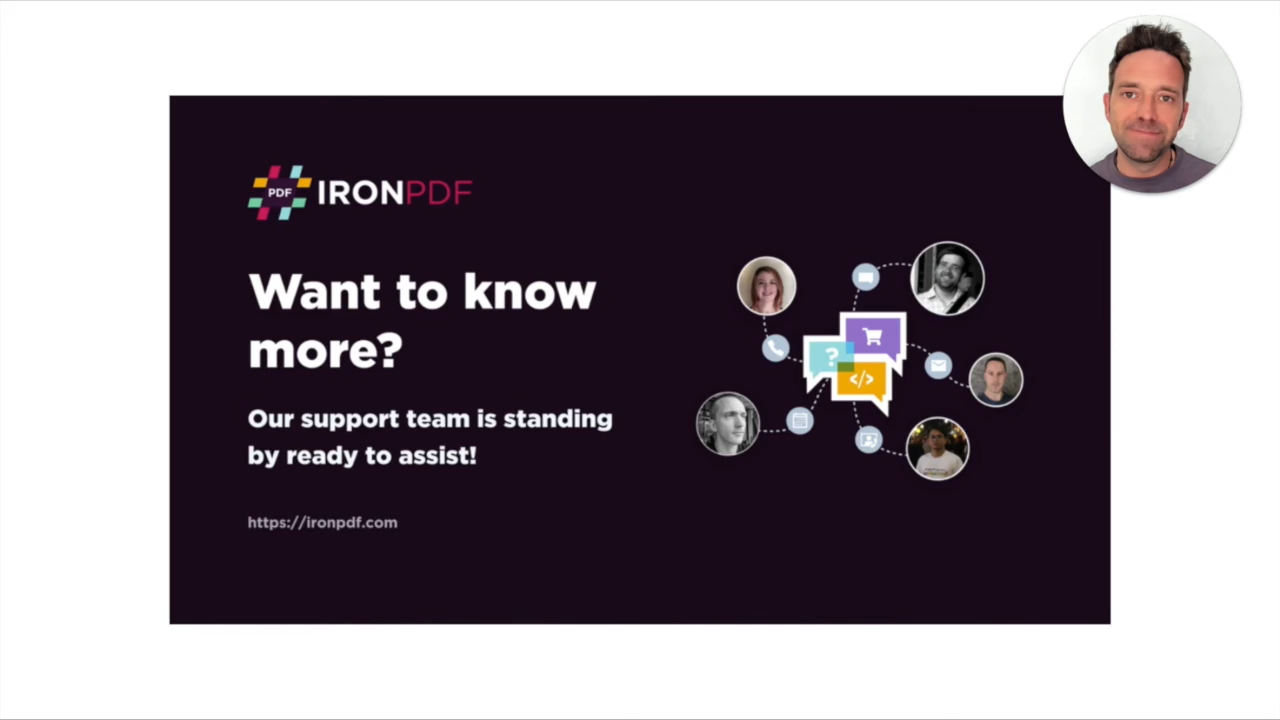 PDF IRONPDF
Want to know
more?
Our support team is standing
by ready to assist!
https://ironpdf.com
?
</>